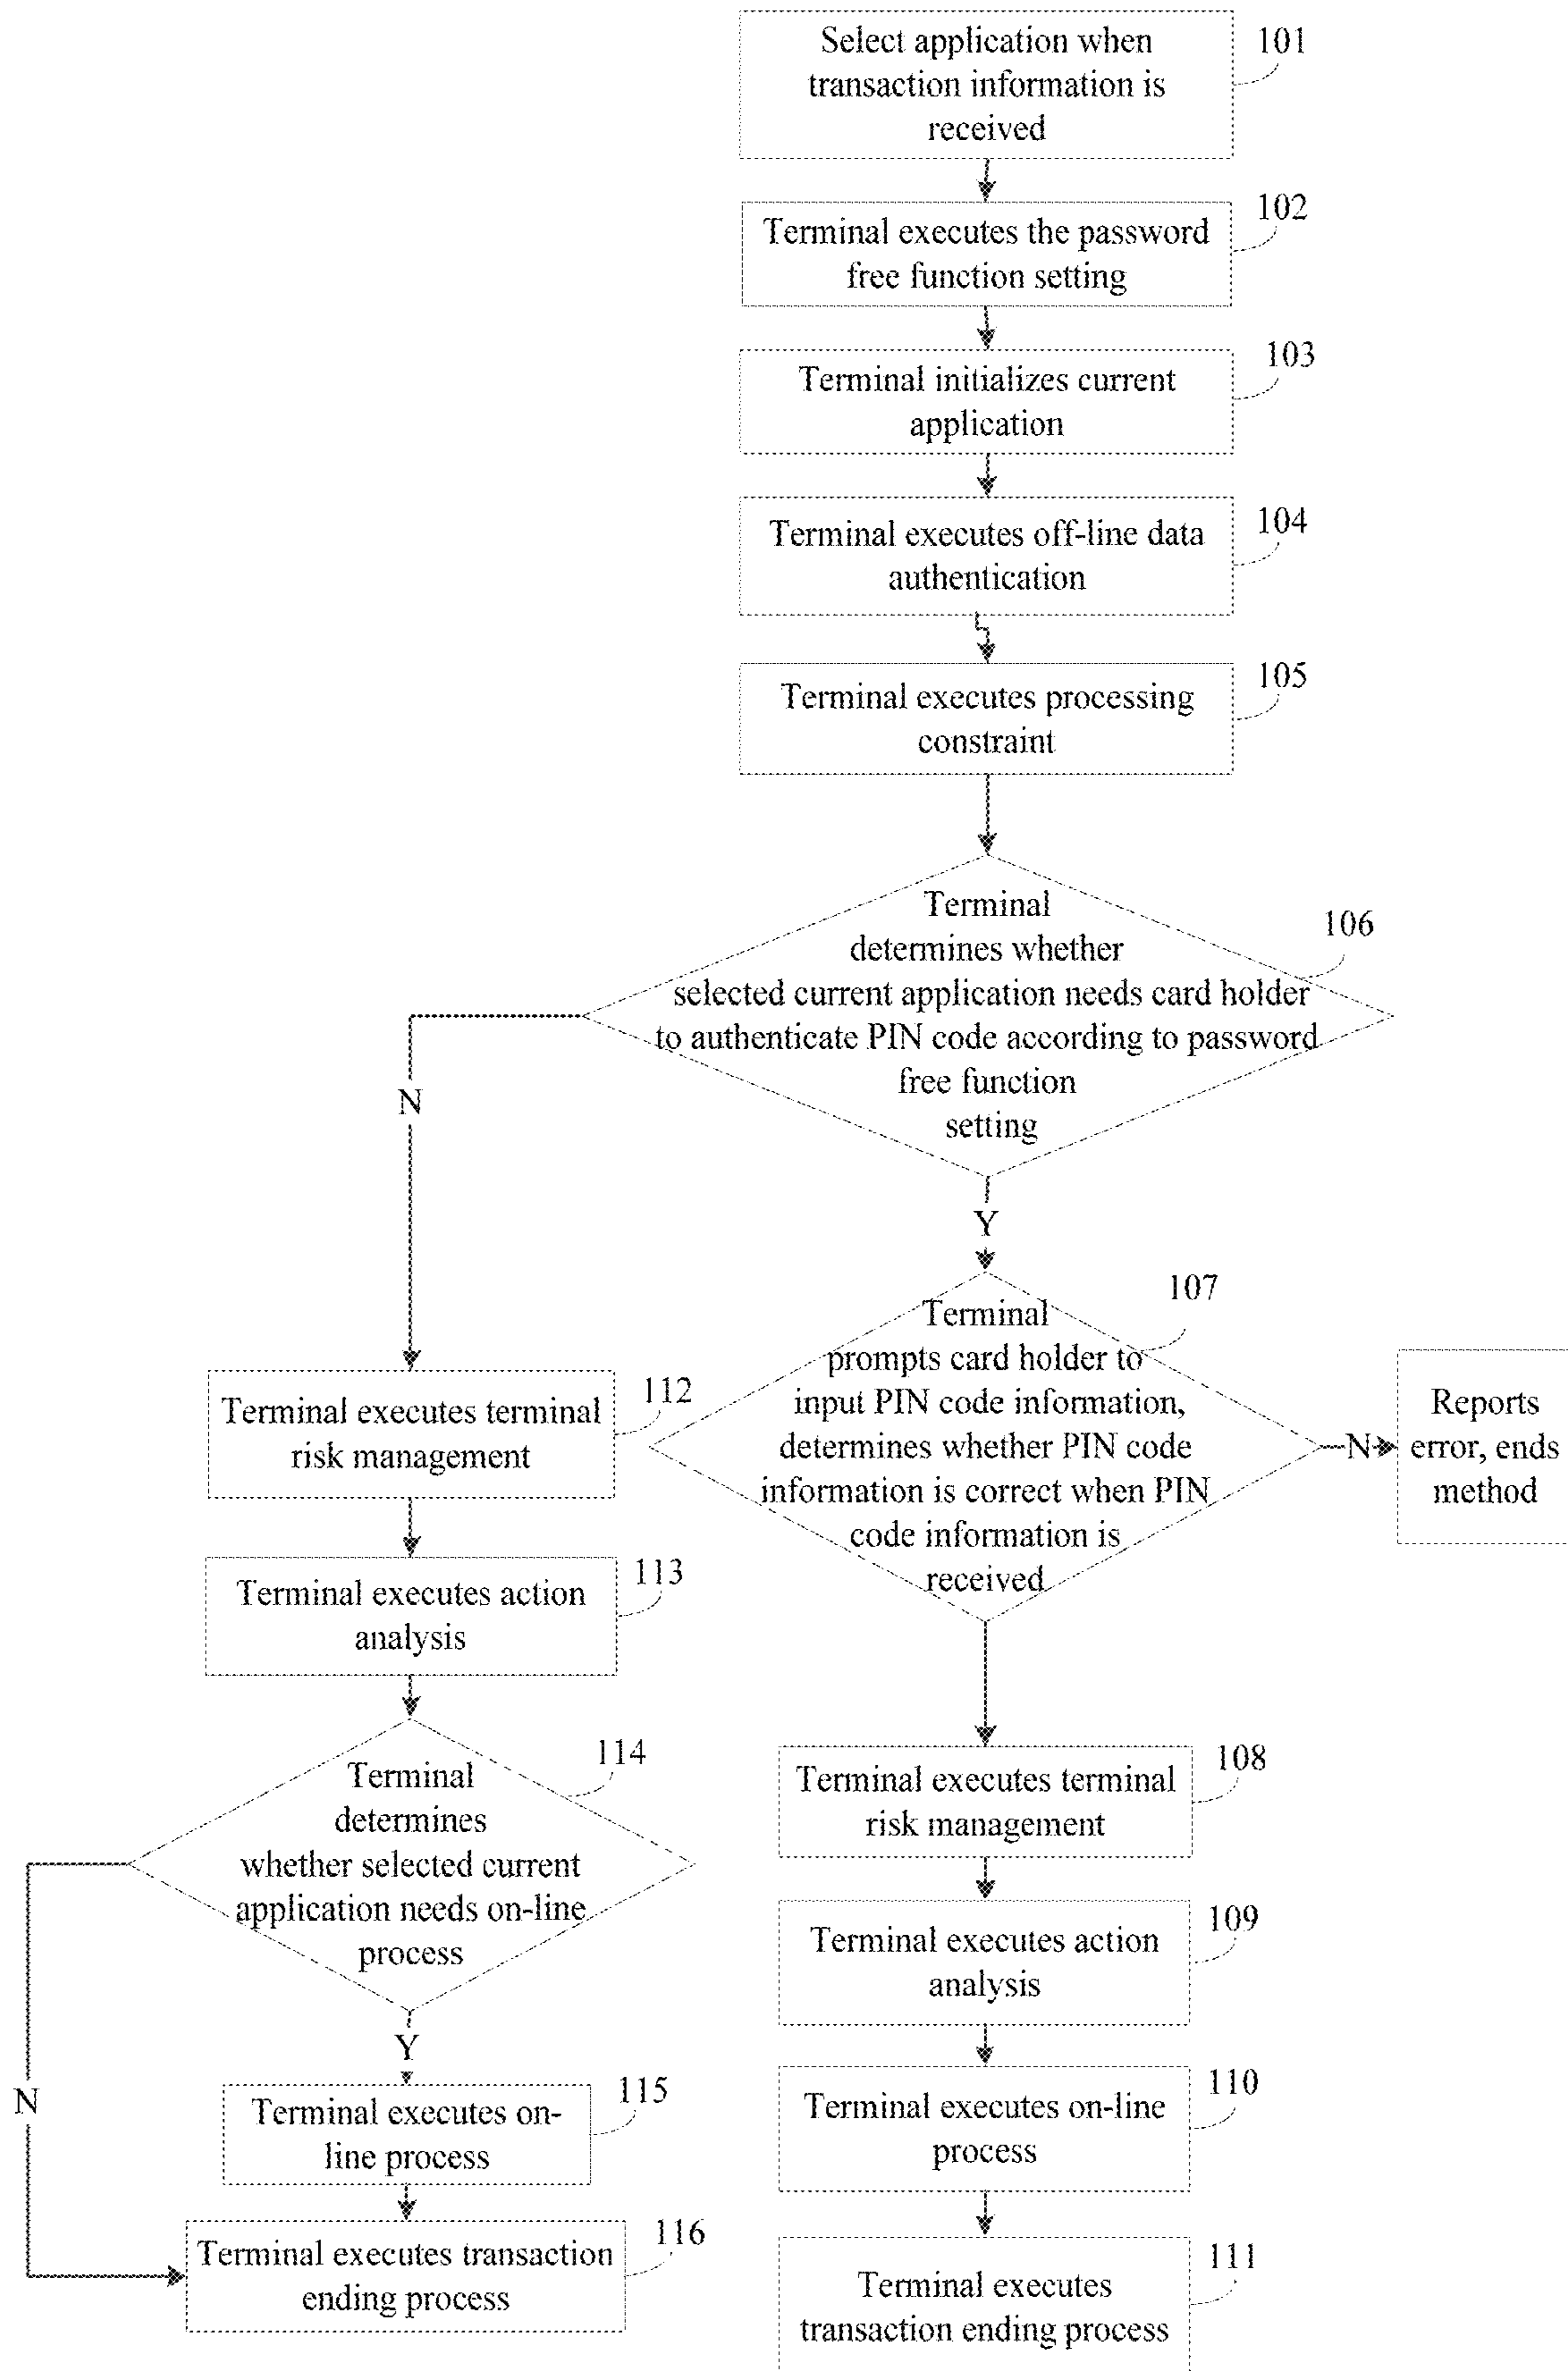 Select application when
transaction information is
received
101
Terminal executes the password
free function setting
102
Terminal initializes current
application
103
Terminal executes off-line data
authentication
104
Terminal executes processing
constraint
105
Terminal
determines whether
selected current application needs card holder
to authenticate PIN code according to password
free function
setting
106
N
Y
Terminal
prompts card holder to
input PIN code information,
determines whether PIN code
information is correct when PIN
code information is
received
107
N
Reports
error, ends
method
Terminal executes terminal
risk management
112
Terminal executes action
analysis
113
Terminal
determines
whether selected current
application needs on-line
process
114
Y
N
Terminal executes on-
line process
115
Terminal executes transaction
ending process
116
Terminal executes terminal
risk management
108
Terminal executes action
analysis
109
Terminal executes on-line
process
110
Terminal executes
transaction ending process
111